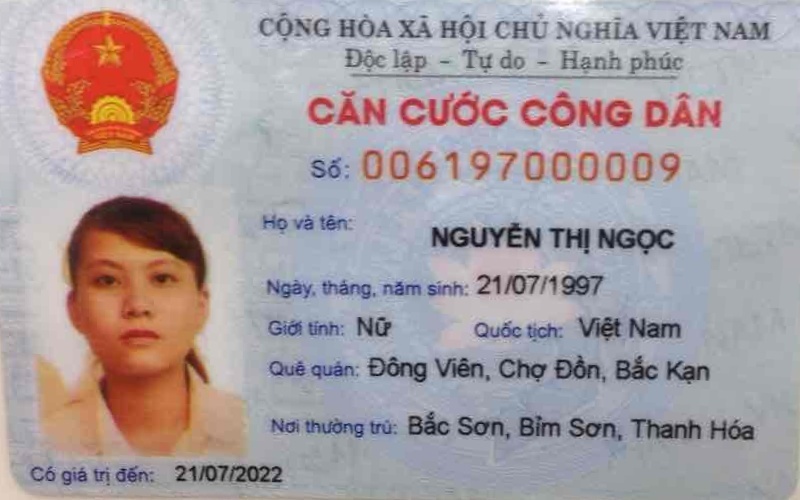 CỘNG HÒA XÃ HỘI CHỦ NGHĨA VIỆT NAM
Độc lập - Tự do - Hạnh phúc
CĂN CƯỚC CÔNG DÂN
Số: 006197000009
Họ và tên:
NGUYỄN THỊ NGỌC
Ngày, tháng, năm sinh: 21/07/1997
Giới tính: Nữ Quốc tịch: Việt Nam
Quê quán: Đông Viên, Chợ Đồn, Bắc Kạn
Nơi thường trú: Bắc Sơn, Bỉm Sơn, Thanh Hóa
Có giá trị đến: 21/07/2022